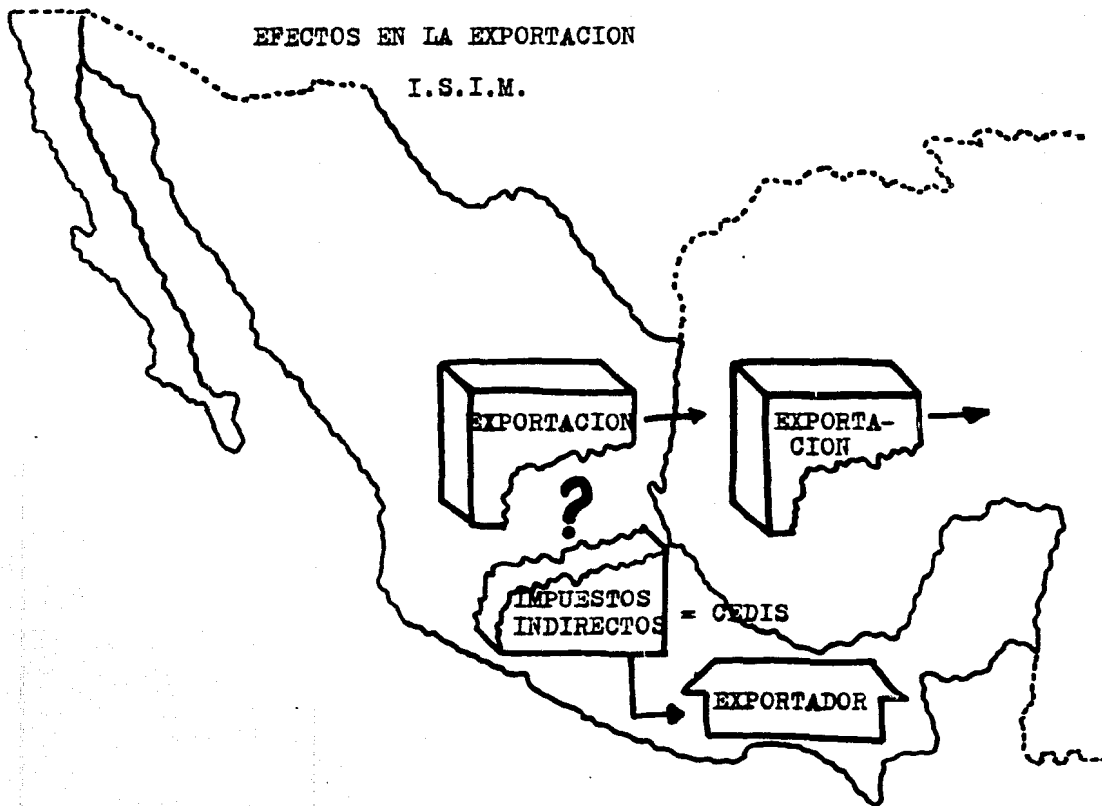 EFECTOS EN LA EXPORTACION
I.S.I.M.
EXPORTACION
EXPORTA-
CION
?
IMPUESTOS
INDIRECTOS = CEDIS
EXPORTADOR